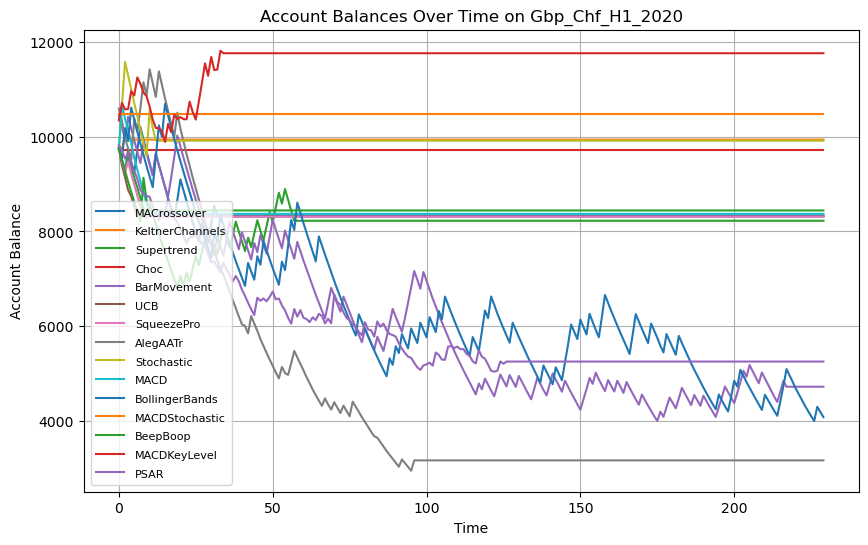 Account Balances Over Time on Gbp_Chf_H1_2020
12000
10000
8000
6000
4000
Account Balance
MACrossover
KeltnerChannels
Supertrend
Choc
BarMovement
UCB
SqueezePro
AlegAATr
Stochastic
MACD
BollingerBands
MACDStochastic
BeepBoop
MACDKeyLevel
PSAR
0 50 100 150 200
Time